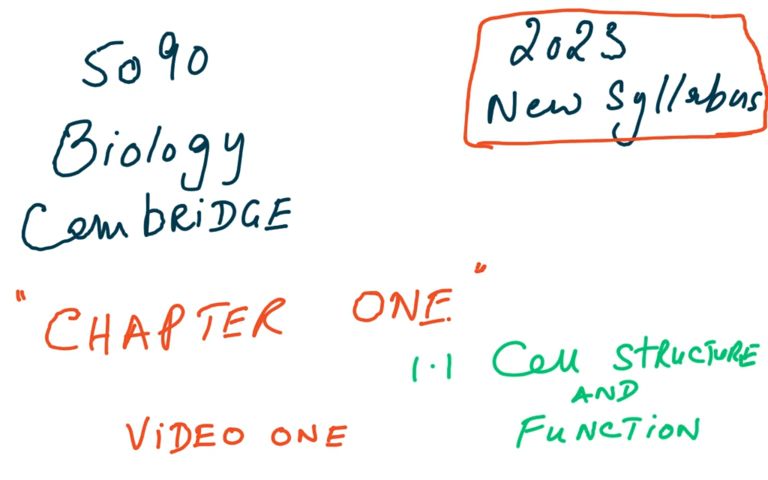 5090
2023
New Syllabus
Biology
CambRiDGE
"CHAPTER ONE"
1.1 Cell STRUCTURE
AND
FUNCTION
ViDEO ONE